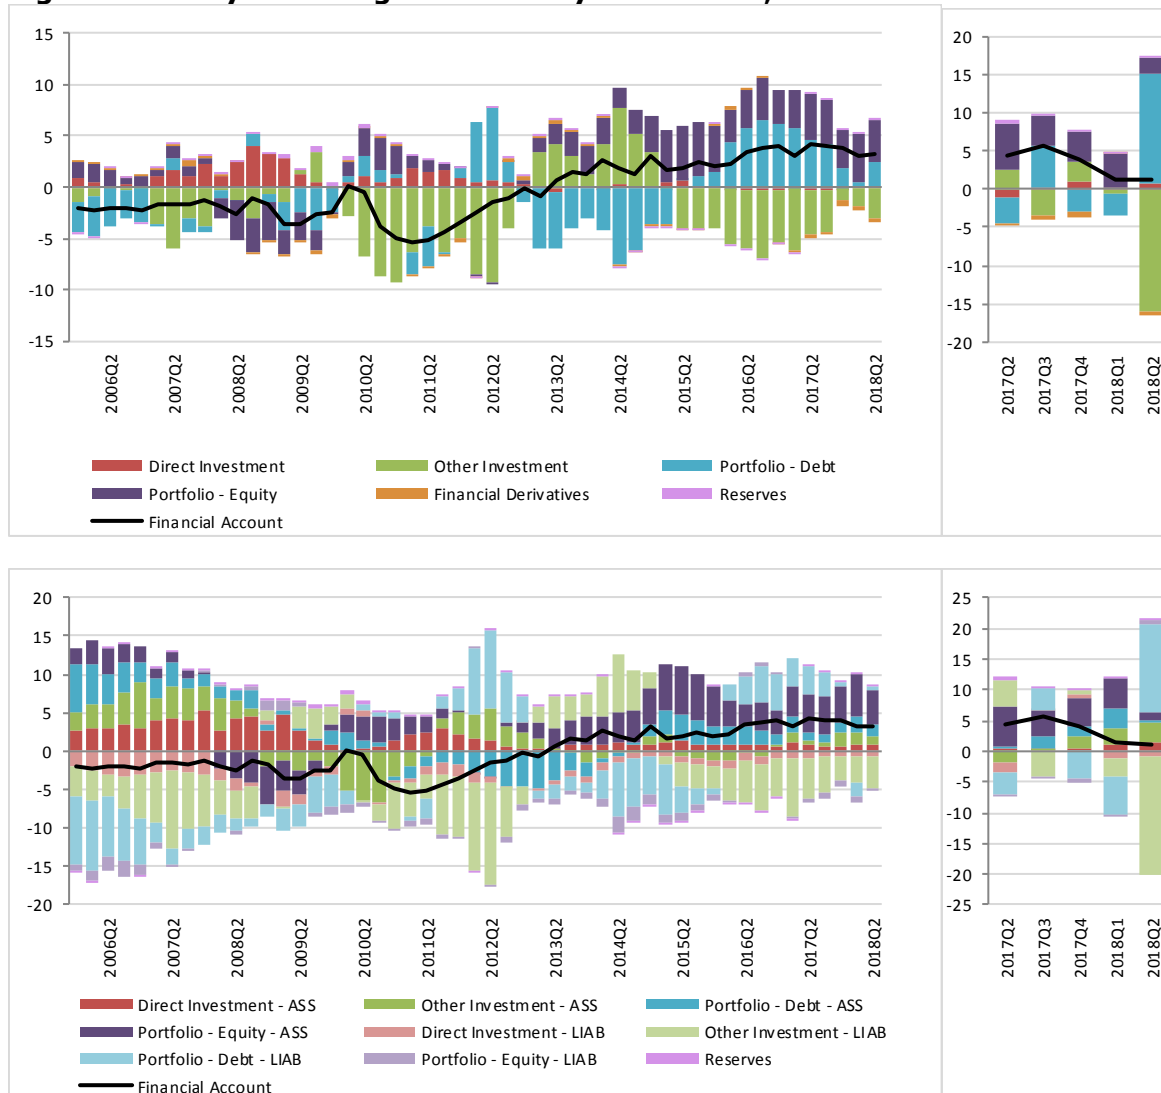 15
10
5
0
-5
-10
-15
2006Q2
2007Q2
2008Q2
2009Q2
2010Q2
2011Q2
2012Q2
2013Q2
2014Q2
2015Q2
2016Q2
2017Q2
2018Q2
Direct Investment
Other Investment
Portfolio - Debt
Portfolio - Equity
Financial Derivatives
Reserves
Financial Account
20
15
10
5
0
-5
-10
-15
-20
2017Q2
2017Q3
2017Q4
2018Q1
2018Q2
20
15
10
5
0
-5
-10
-15
-20
2006Q2
2007Q2
2008Q2
2009Q2
2010Q2
2011Q2
2012Q2
2013Q2
2014Q2
2015Q2
2016Q2
2017Q2
2018Q2
Direct Investment - ASS
Other Investment - ASS
Portfolio - Debt - ASS
Portfolio - Equity - ASS
Direct Investment - LIAB
Other Investment - LIAB
Portfolio - Debt - LIAB
Portfolio - Equity - LIAB
Reserves
Financial Account
25
20
15
10
5
0
-5
-10
-15
-20
-25
2017Q2
2017Q3
2017Q4
2018Q1
2018Q2